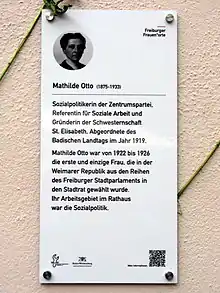 Freiburger
Frauen*orte
Mathilde Otto (1875-1933)
Sozialpolitikerin der Zentrumspartei,
Referentin für Soziale Arbeit und
Gründerin der Schwesternschaft
St. Elisabeth, Abgeordnete des
Badischen Landtags im Jahr 1919.
Mathilde Otto war von 1922 bis 1926
die erste und einzige Frau, die in der
Weimarer Republik aus den Reihen
des Freiburger Stadtparlaments in
den Stadtrat gewählt wurde.
Ihr Arbeitsgebiet im Rathaus
war die Sozialpolitik.